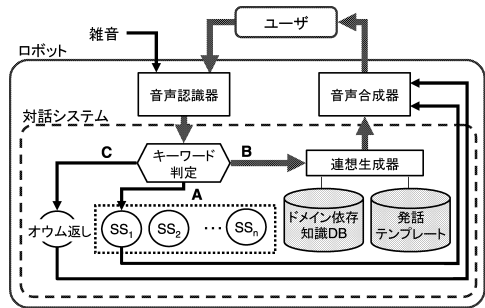 ユーザ
雑音
ロボット
音声認識器
音声合成器
対話システム
C
キーワード
判定
B
連想生成器
A
オウム返し
SS1
SS2
…
SSn
ドメイン依存
知識DB
発話
テンプレート